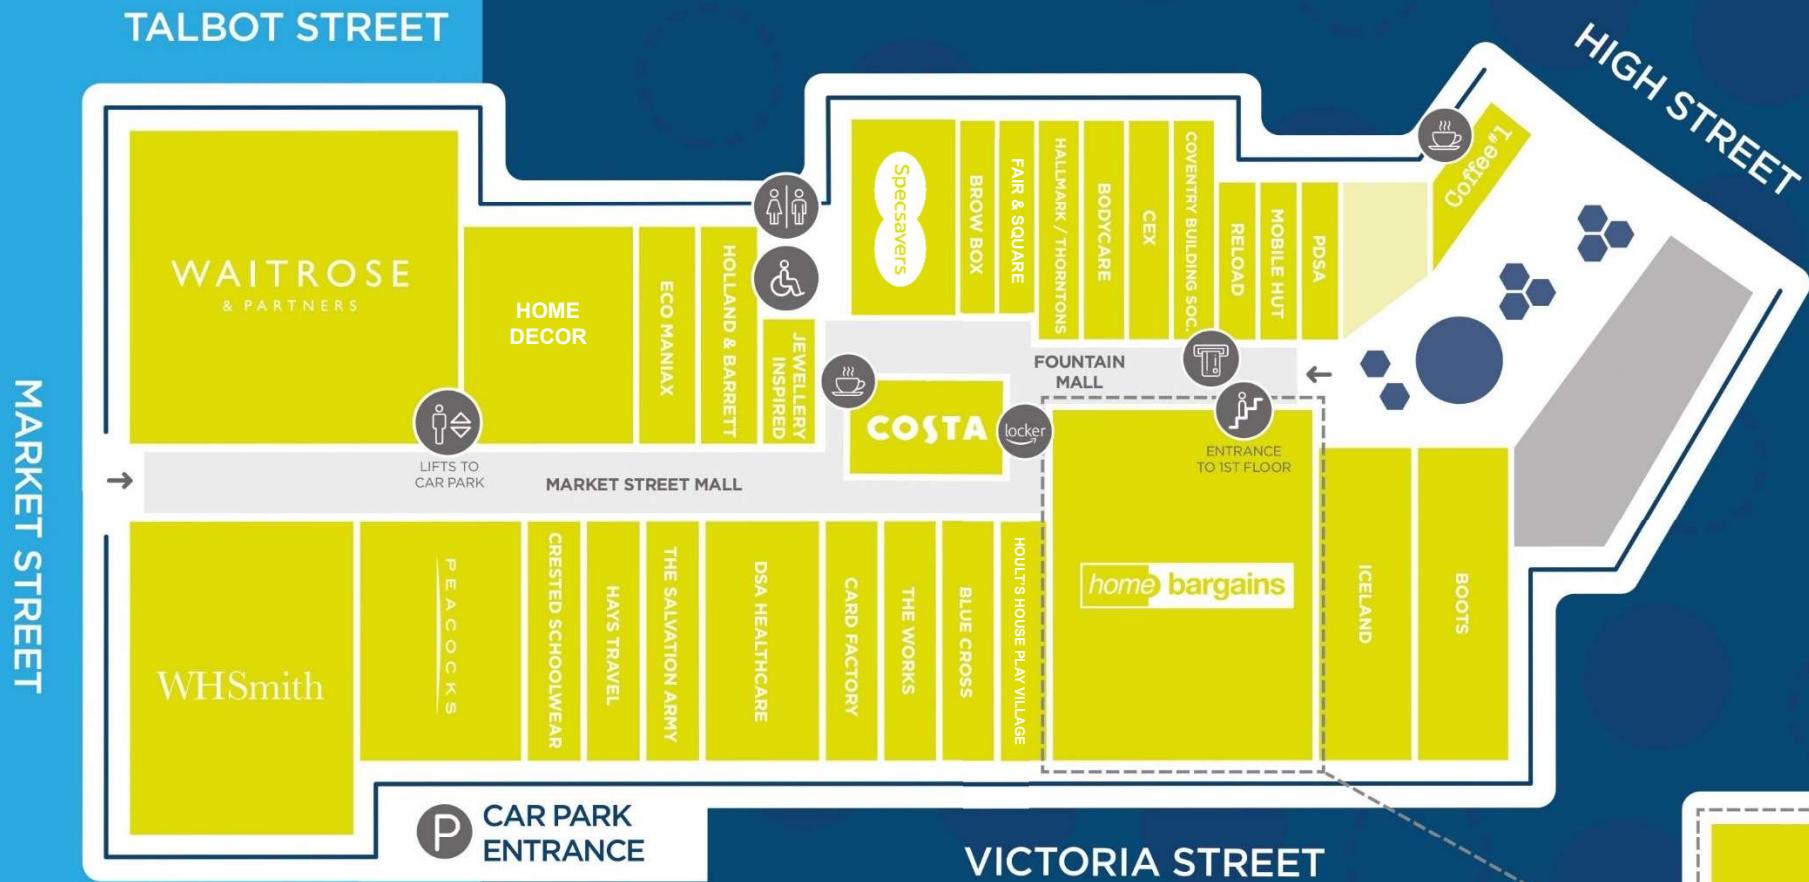 TALBOT STREET
HIGH STREET
MARKET STREET
WAITROSE
& PARTNERS
HOME
DECOR
ECO MANIAX
HOLLAND & BARRETT
JEWELLERY
INSPIRED
Specsavers
BROW BOX
FAIR & SQUARE
HALLMARK / THORNTONS
BODYCARE
CEX
COVENTRY BUILDING SOC.
RELOAD
MOBILE HUT
PDSA
Coffee#1
FOUNTAIN
MALL
COSTA
locker
LIFTS TO
CAR PARK
MARKET STREET MALL
ENTRANCE
TO 1ST FLOOR
WHSmith
PEACOCKS
CRESTED SCHOOLWEAR
HAYS TRAVEL
THE SALVATION ARMY
DSA HEALTHCARE
CARD FACTORY
THE WORKS
BLUE CROSS
HOULT'S HOUSE PLAY VILLAGE
home bargains
ICELAND
BOOTS
P
CAR PARK
ENTRANCE
VICTORIA STREET